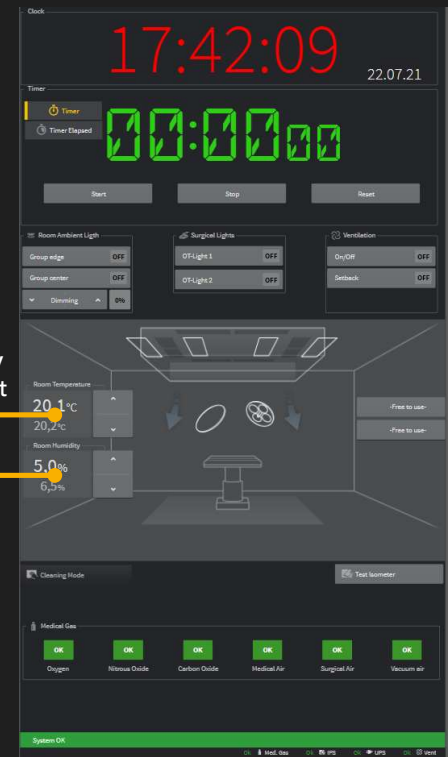 Clock
17:42:09
22.07.21
Timer
Timer
Timer Elapsed
00:00 00
Start Stop Reset
Room Ambient Ligth
Group edge OFF
Group center OFF
Dimming 0%
Surgical Lights
OT-Light 1 OFF
OT-Light 2 OFF
Ventilation
On/Off OFF
Setback OFF
y
t
Room Temperature
20,1°C
20,2°C
Room Humidity
5,0%
6,5%
-Free to use-
-Free to use-
Cleaning Mode
Test Isometer
Medical Gas
OK OK OK OK OK OK
Oxygen Nitrous Oxide Carbon Oxide Medical Air Surgical Air Vacuum air
System OK
Ok Med. Gas Ok IPS Ok UPS Ok Vent